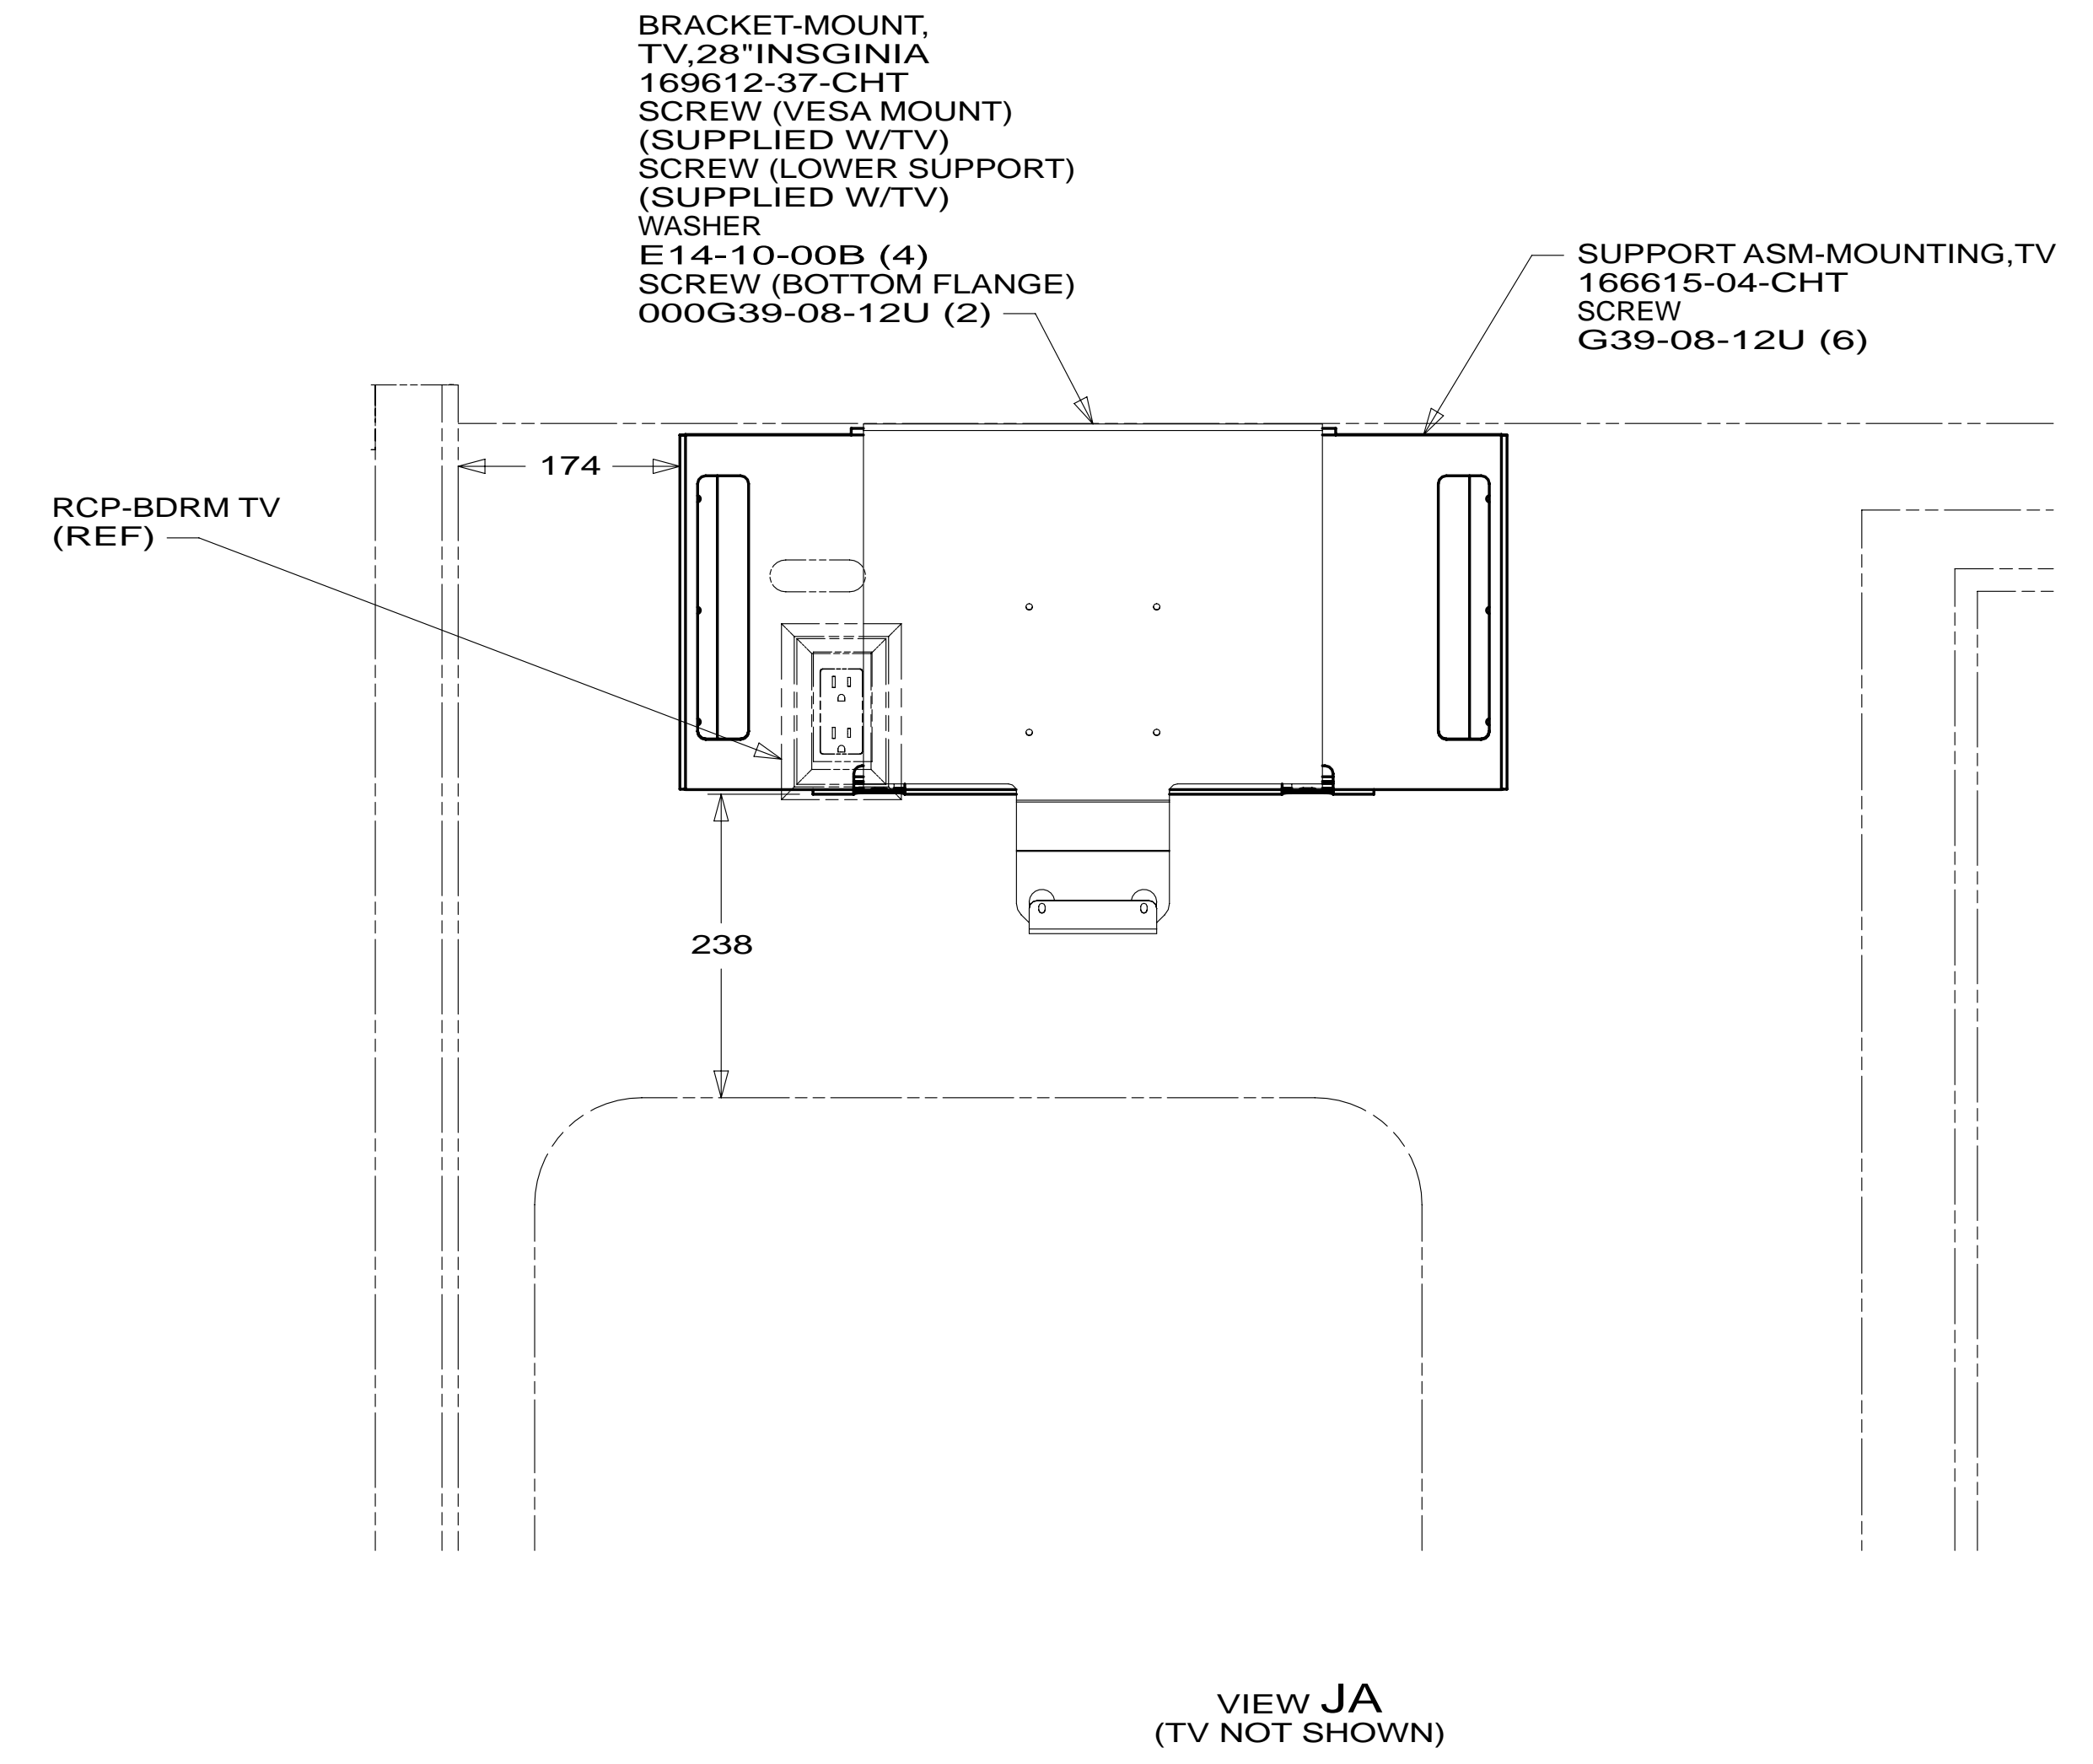 BRACKET-MOUNT,
TV,28"INSGINIA
169612-37-CHT
SCREW (VESA MOUNT)
(SUPPLIED W/TV)
SCREW (LOWER SUPPORT)
(SUPPLIED W/TV)
WASHER
E14-10-00B (4)
SCREW (BOTTOM FLANGE)
000G39-08-12U (2)
SUPPORT ASM-MOUNTING,TV
166615-04-CHT
SCREW
G39-08-12U (6)
174
RCP-BDRM TV
(REF)
238
VIEW JA
(TV NOT SHOWN)